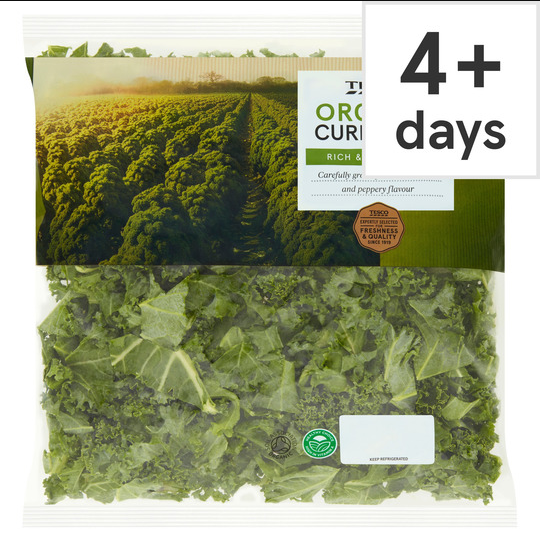 4+
days
ORG
CURL
RICH &
Carefully gr
and peppery flavour
TESCO
EXPERTLY SELECTED
FOR
FRESHNESS
& QUALITY
SINCE 1919
KEEP REFRIGERATED